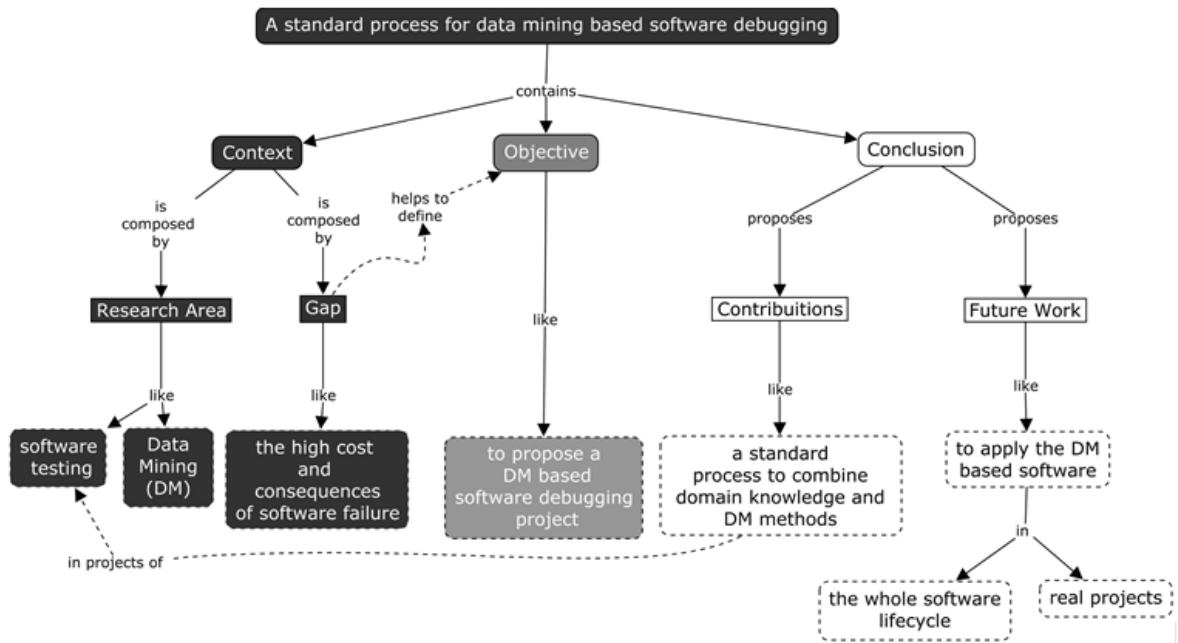 A standard process for data mining based software debugging
contains
Context
Objective
Conclusion
is
composed
by
is
composed
by
helps to
define
proposes
proposes
Research Area
Gap
Contribuitions
Future Work
like
like
like
like
like
software
testing
Data
Mining
(DM)
the high cost
and
consequences
of software failure
to propose a
DM based
software debugging
project
a standard
process to combine
domain knowledge and
DM methods
to apply the DM
based software
in projects of
in
the whole software
lifecycle
real projects